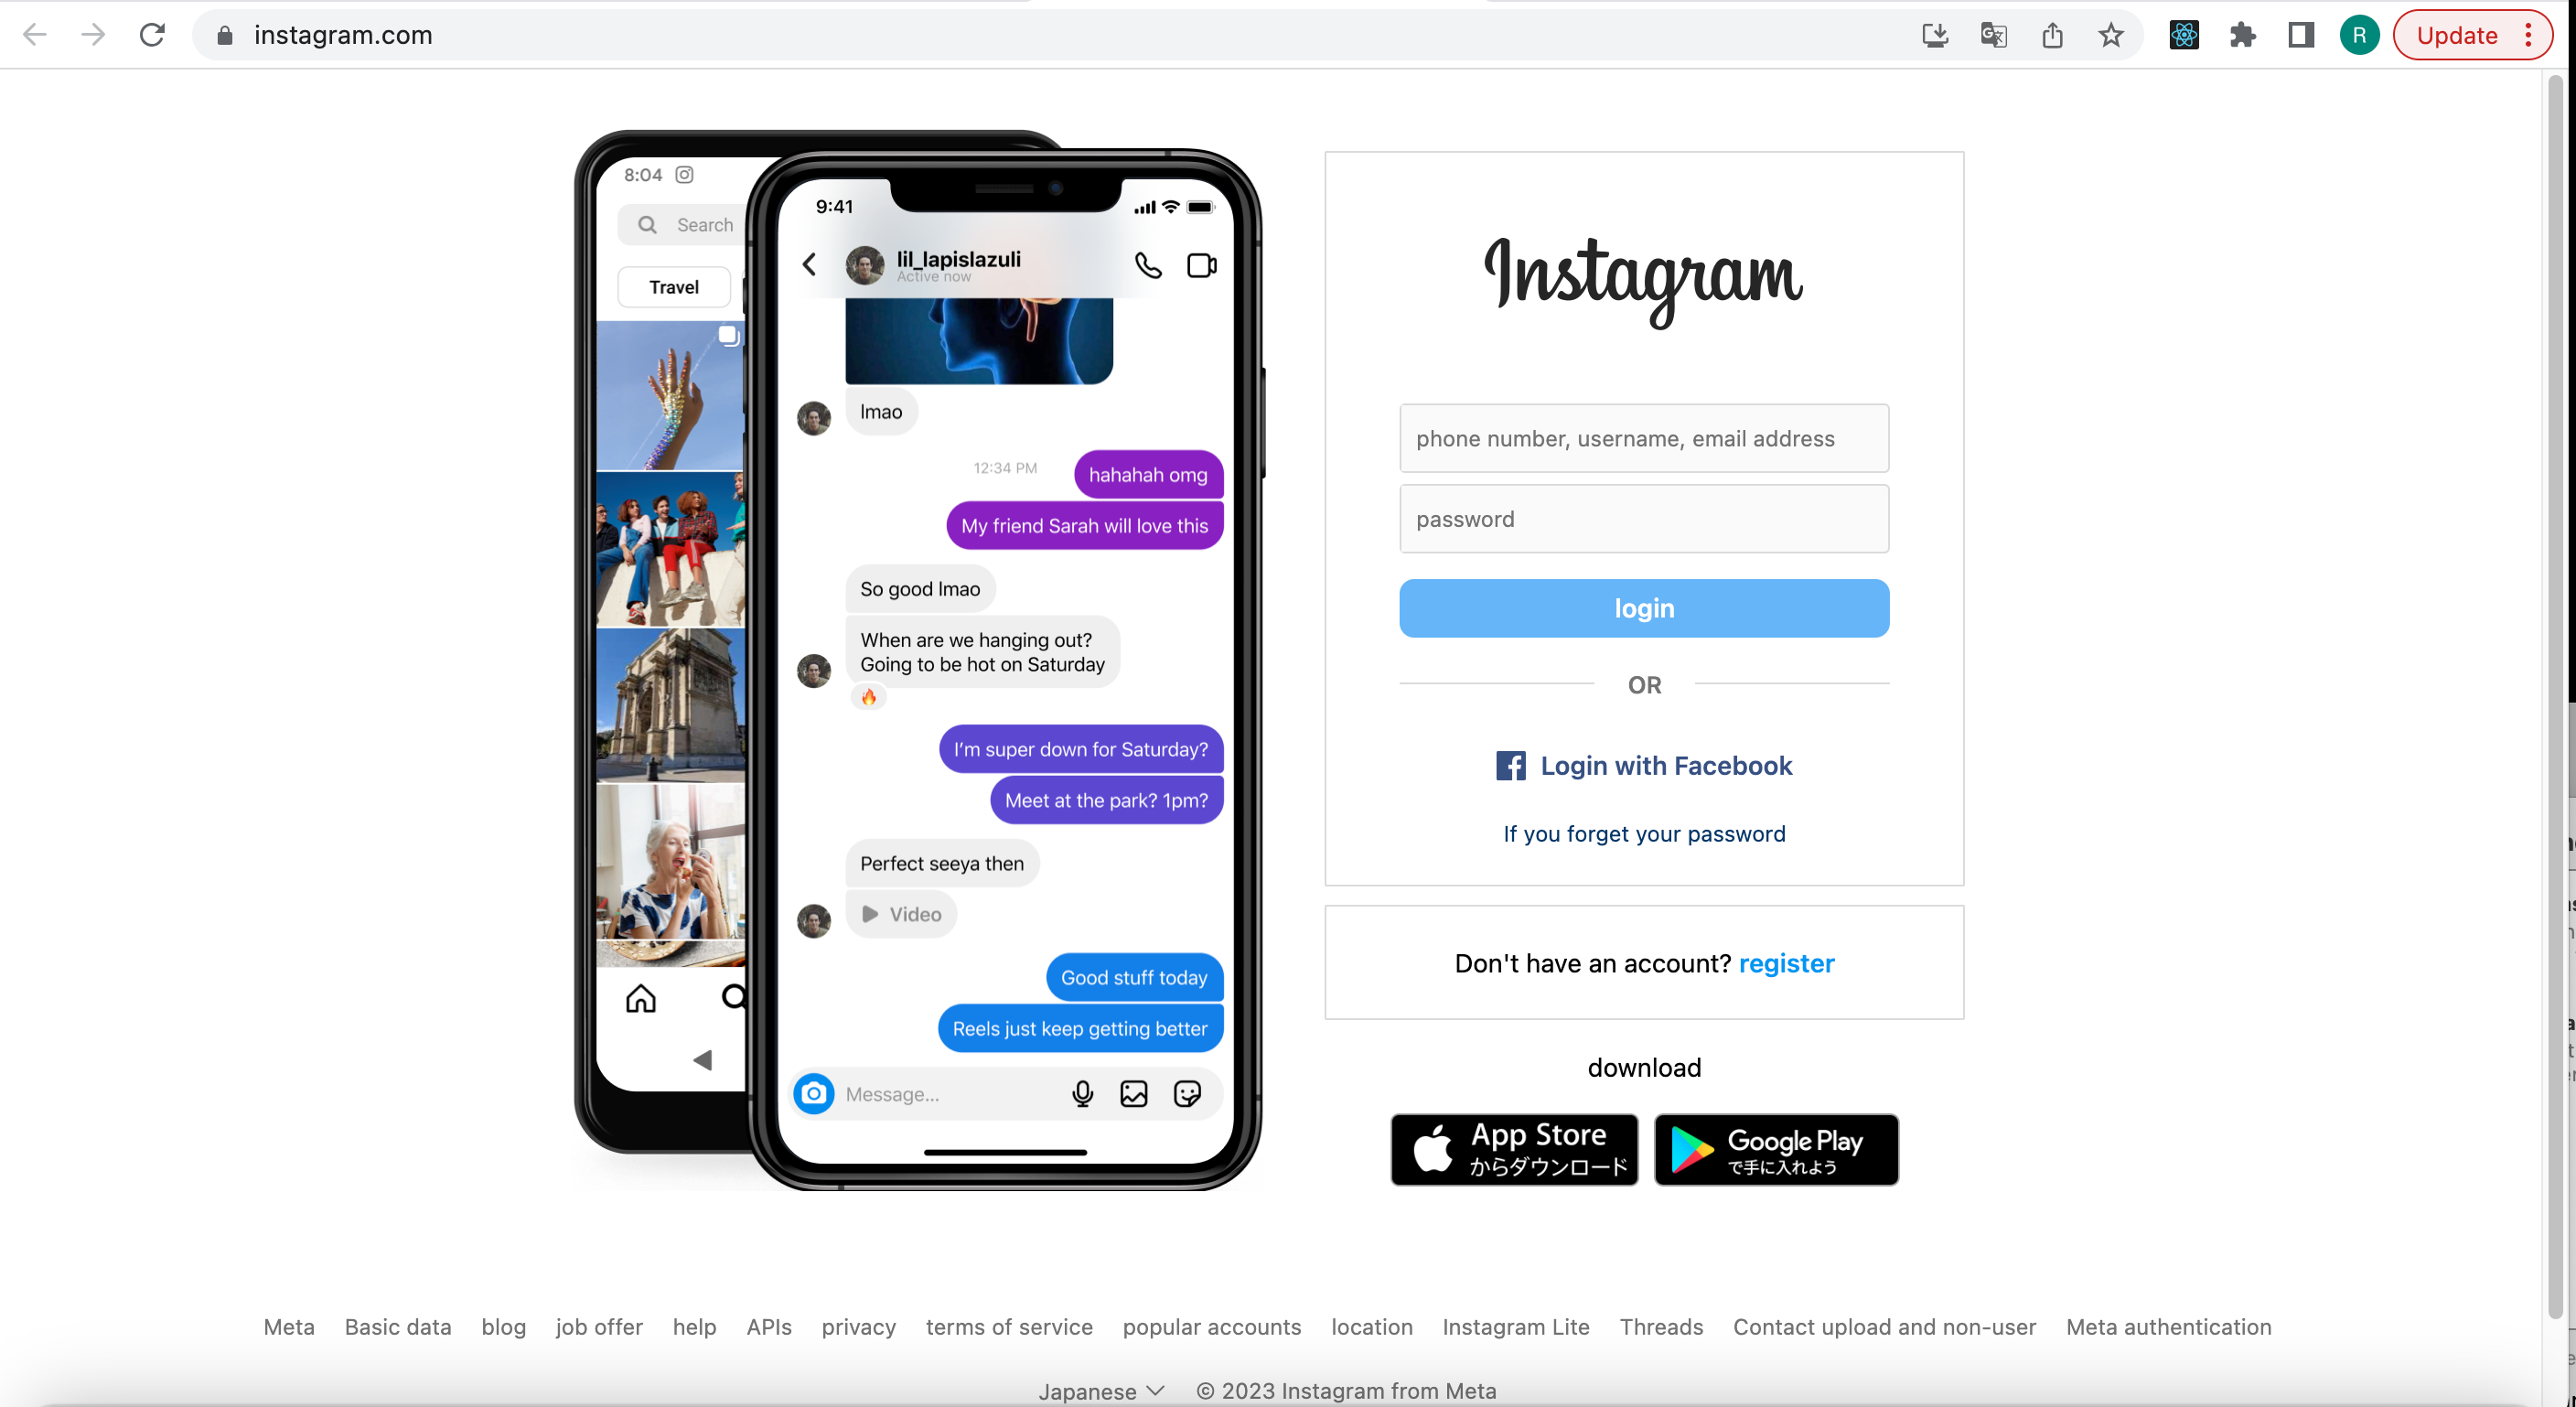 instagram.com
R
Update
8:04
Search
Travel
9:41
lil_lapislazuli
Active now
lmao
12:34 PM
hahahah omg
My friend Sarah will love this
So good lmao
When are we hanging out?
Going to be hot on Saturday
I'm super down for Saturday?
Meet at the park? 1pm?
Perfect seeya then
Video
Good stuff today
Reels just keep getting better
Message...
Instagram
phone number, username, email address
password
login
OR
Login with Facebook
If you forget your password
Don't have an account? register
download
App Store
からダウンロード
Google Play
で手に入れよう
Meta Basic data blog job offer help APIs privacy terms of service popular accounts location Instagram Lite Threads Contact upload and non-user Meta authentication
Japanese © 2023 Instagram from Meta